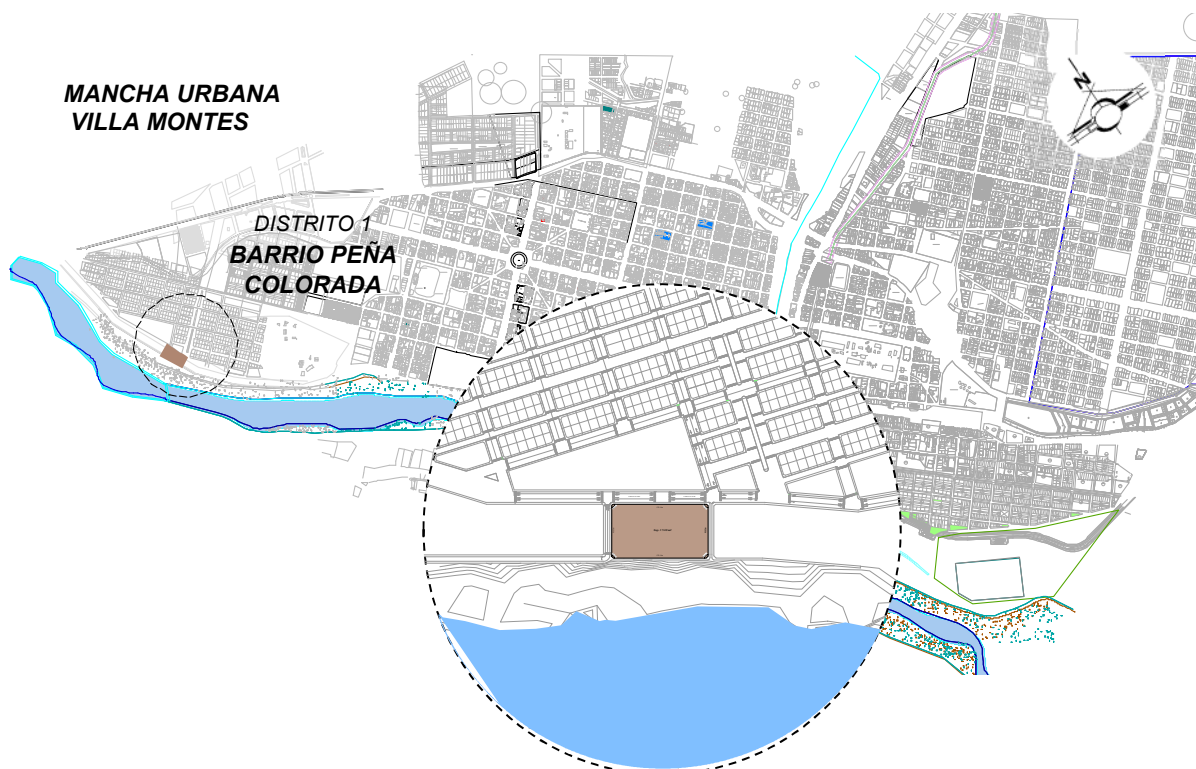 MANCHA URBANA
VILLA MONTES
N
DISTRITO 1
BARRIO PEÑA
COLORADA